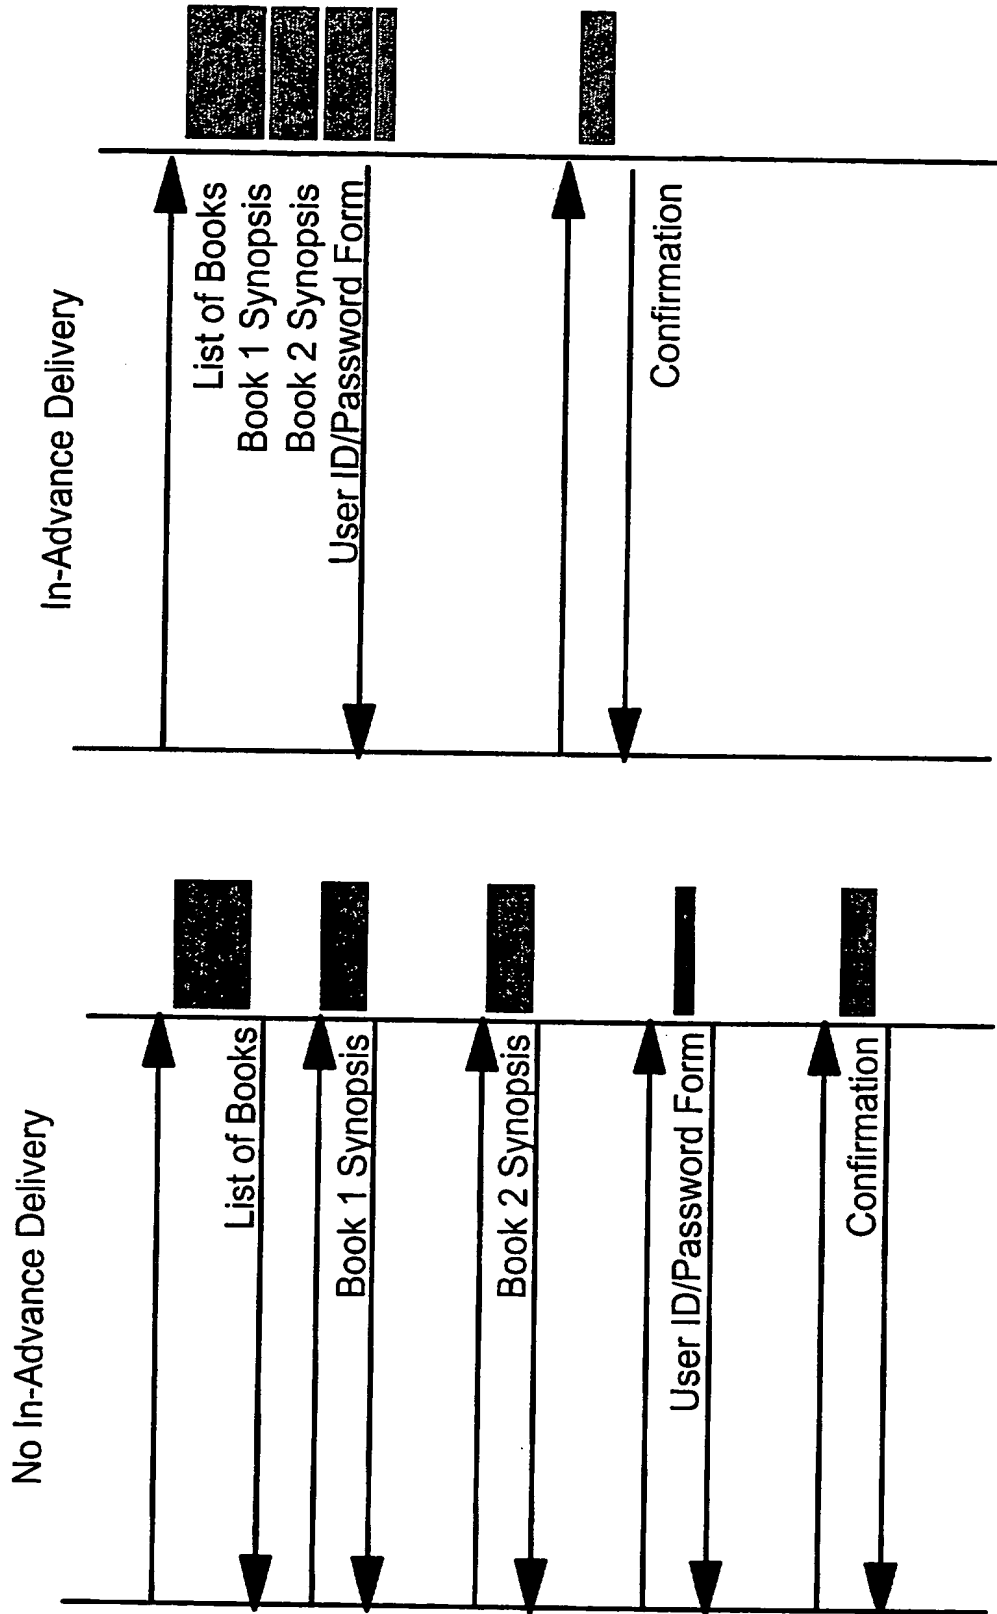 No In-Advance Delivery
List of Books
Book 1 Synopsis
Book 2 Synopsis
User ID/Password Form
Confirmation
In-Advance Delivery
List of Books
Book 1 Synopsis
Book 2 Synopsis
User ID/Password Form
Confirmation